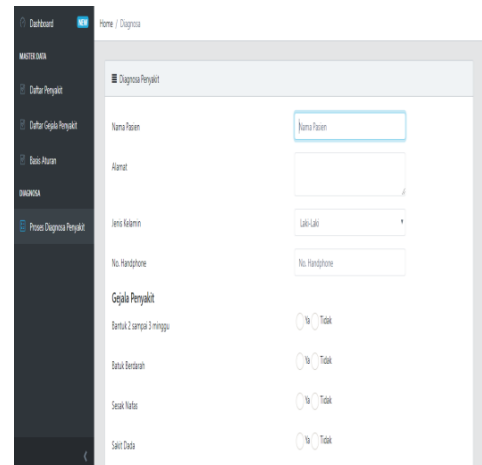 Dashboard NEW
Home / Diagnosa
MASTER DATA
Daftar Penyakit
Daftar Gejala Penyakit
Basis Aturan
DIAGNOSA
Proses Diagnosa Penyakit
Diagnosa Penyakit
Nama Pasien
Nama Pasien
Alamat
Jenis Kelamin
Laki-Laki
No. Handphone
No. Handphone
Gejala Penyakit
Bantuk 2 sampai 3 minggu
Ya Tidak
Batuk Berdarah
Ya Tidak
Sesak Nafas
Ya Tidak
Sakit Dada
Ya Tidak